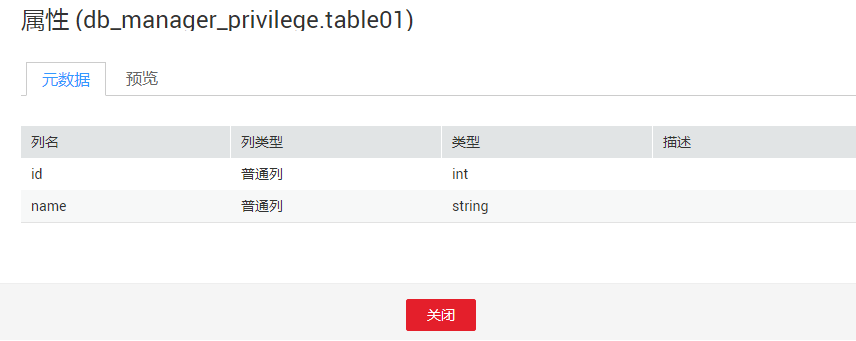 属性 (db_manager_privilege.table01)
元数据 预览
列名 列类型 类型 描述
id 普通列 int
name 普通列 string
关闭